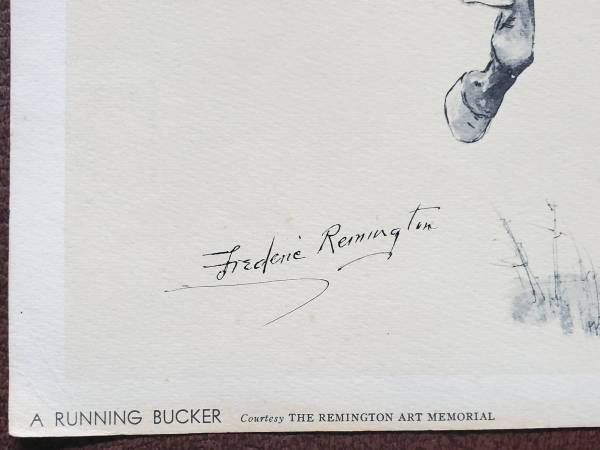 Frederic Remington
A RUNNING BUCKER Courtesy THE REMINGTON ART MEMORIAL